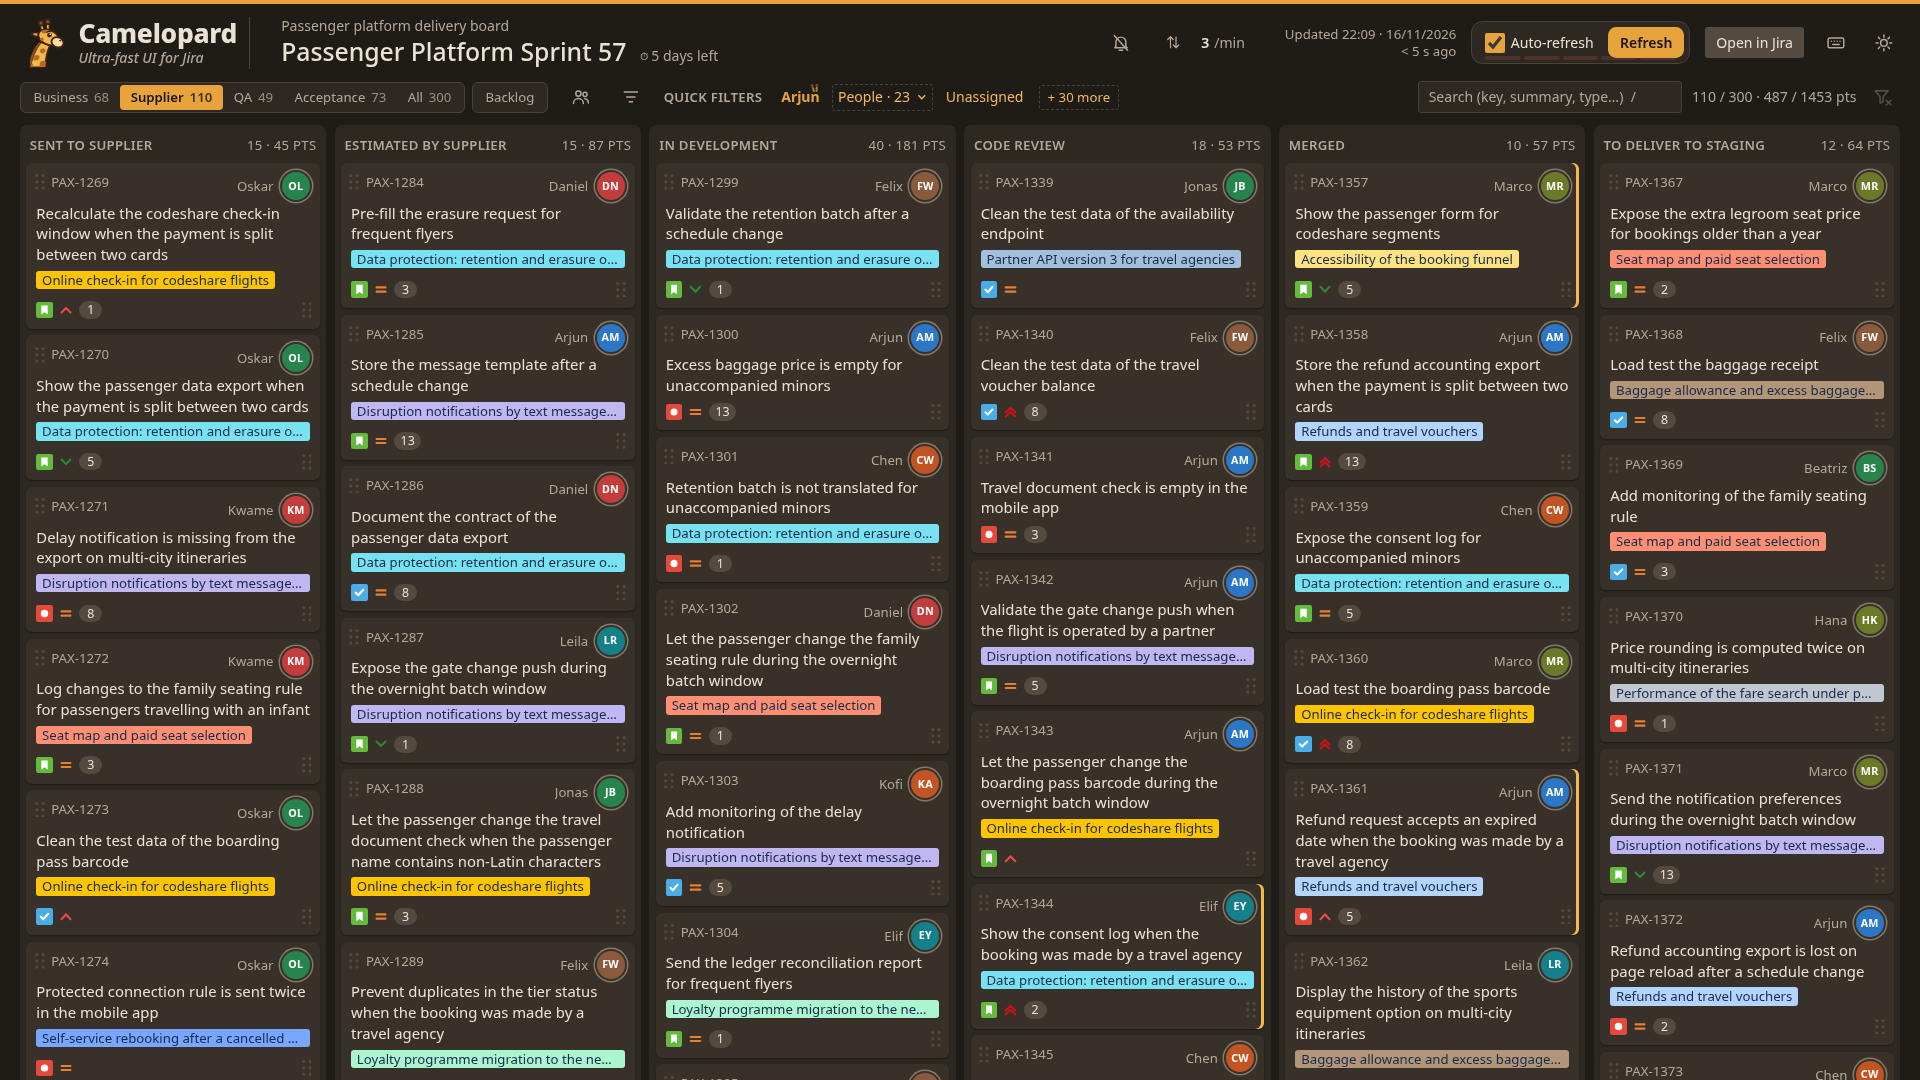 Camelopard
Ultra-fast UI for Jira
Passenger platform delivery board
Passenger Platform Sprint 57
5 days left
3 /min
Updated 22:09 · 16/11/2026
< 5 s ago
Auto-refresh
Refresh
Open in Jira
Business 68
Supplier 110
QA 49
Acceptance 73
All 300
Backlog
QUICK FILTERS
Arjun
People · 23
Unassigned
+ 30 more
Search (key, summary, type...) /
110 / 300 · 487 / 1453 pts
SENT TO SUPPLIER
15 · 45 PTS
PAX-1269
Oskar
OL
Recalculate the codeshare check-in
window when the payment is split
between two cards
Online check-in for codeshare flights
1
PAX-1270
Oskar
OL
Show the passenger data export when
the payment is split between two cards
Data protection: retention and erasure o...
5
PAX-1271
Kwame
KM
Delay notification is missing from the
export on multi-city itineraries
Disruption notifications by text message...
8
PAX-1272
Kwame
KM
Log changes to the family seating rule
for passengers travelling with an infant
Seat map and paid seat selection
3
PAX-1273
Oskar
OL
Clean the test data of the boarding
pass barcode
Online check-in for codeshare flights
PAX-1274
Oskar
OL
Protected connection rule is sent twice
in the mobile app
Self-service rebooking after a cancelled ...
ESTIMATED BY SUPPLIER
15 · 87 PTS
PAX-1284
Daniel
DN
Pre-fill the erasure request for
frequent flyers
Data protection: retention and erasure o...
3
PAX-1285
Arjun
AM
Store the message template after a
schedule change
Disruption notifications by text message...
13
PAX-1286
Daniel
DN
Document the contract of the
passenger data export
Data protection: retention and erasure o...
8
PAX-1287
Leila
LR
Expose the gate change push during
the overnight batch window
Disruption notifications by text message...
1
PAX-1288
Jonas
JB
Let the passenger change the travel
document check when the passenger
name contains non-Latin characters
Online check-in for codeshare flights
3
PAX-1289
Felix
FW
Prevent duplicates in the tier status
when the booking was made by a
travel agency
Loyalty programme migration to the ne...
IN DEVELOPMENT
40 · 181 PTS
PAX-1299
Felix
FW
Validate the retention batch after a
schedule change
Data protection: retention and erasure o...
1
PAX-1300
Arjun
AM
Excess baggage price is empty for
unaccompanied minors
13
PAX-1301
Chen
CW
Retention batch is not translated for
unaccompanied minors
Data protection: retention and erasure o...
1
PAX-1302
Daniel
DN
Let the passenger change the family
seating rule during the overnight
batch window
Seat map and paid seat selection
1
PAX-1303
Kofi
KA
Add monitoring of the delay
notification
Disruption notifications by text message...
5
PAX-1304
Elif
EY
Send the ledger reconciliation report
for frequent flyers
Loyalty programme migration to the ne...
1
CODE REVIEW
18 · 53 PTS
PAX-1339
Jonas
JB
Clean the test data of the availability
endpoint
Partner API version 3 for travel agencies
PAX-1340
Felix
FW
Clean the test data of the travel
voucher balance
8
PAX-1341
Arjun
AM
Travel document check is empty in the
mobile app
3
PAX-1342
Arjun
AM
Validate the gate change push when
the flight is operated by a partner
Disruption notifications by text message...
5
PAX-1343
Arjun
AM
Let the passenger change the
boarding pass barcode during the
overnight batch window
Online check-in for codeshare flights
PAX-1344
Elif
EY
Show the consent log when the
booking was made by a travel agency
Data protection: retention and erasure o...
2
PAX-1345
Chen
CW
MERGED
10 · 57 PTS
PAX-1357
Marco
MR
Show the passenger form for
codeshare segments
Accessibility of the booking funnel
5
PAX-1358
Arjun
AM
Store the refund accounting export
when the payment is split between two
cards
Refunds and travel vouchers
13
PAX-1359
Chen
CW
Expose the consent log for
unaccompanied minors
Data protection: retention and erasure o...
5
PAX-1360
Marco
MR
Load test the boarding pass barcode
Online check-in for codeshare flights
8
PAX-1361
Arjun
AM
Refund request accepts an expired
date when the booking was made by a
travel agency
Refunds and travel vouchers
5
PAX-1362
Leila
LR
Display the history of the sports
equipment option on multi-city
itineraries
Baggage allowance and excess baggage...
TO DELIVER TO STAGING
12 · 64 PTS
PAX-1367
Marco
MR
Expose the extra legroom seat price
for bookings older than a year
Seat map and paid seat selection
2
PAX-1368
Felix
FW
Load test the baggage receipt
Baggage allowance and excess baggage...
8
PAX-1369
Beatriz
BS
Add monitoring of the family seating
rule
Seat map and paid seat selection
3
PAX-1370
Hana
HK
Price rounding is computed twice on
multi-city itineraries
Performance of the fare search under p...
1
PAX-1371
Marco
MR
Send the notification preferences
during the overnight batch window
Disruption notifications by text message...
13
PAX-1372
Arjun
AM
Refund accounting export is lost on
page reload after a schedule change
Refunds and travel vouchers
2
PAX-1373
Chen
CW